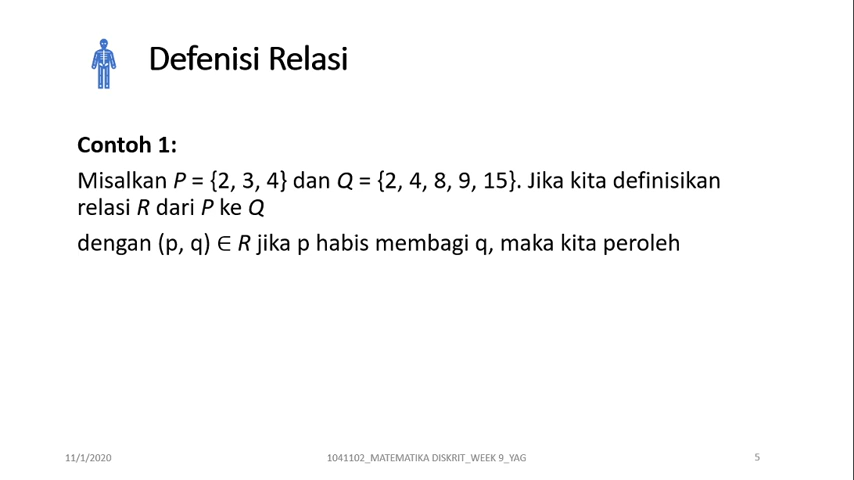 Defenisi Relasi
Contoh 1:
Misalkan P = {2, 3, 4} dan Q = {2, 4, 8, 9, 15}. Jika kita definisikan
relasi R dari P ke Q
dengan (p, q) ∈ R jika p habis membagi q, maka kita peroleh
11/1/2020
1041102_MATEMATIKA DISKRIT_WEEK 9_YAG
5